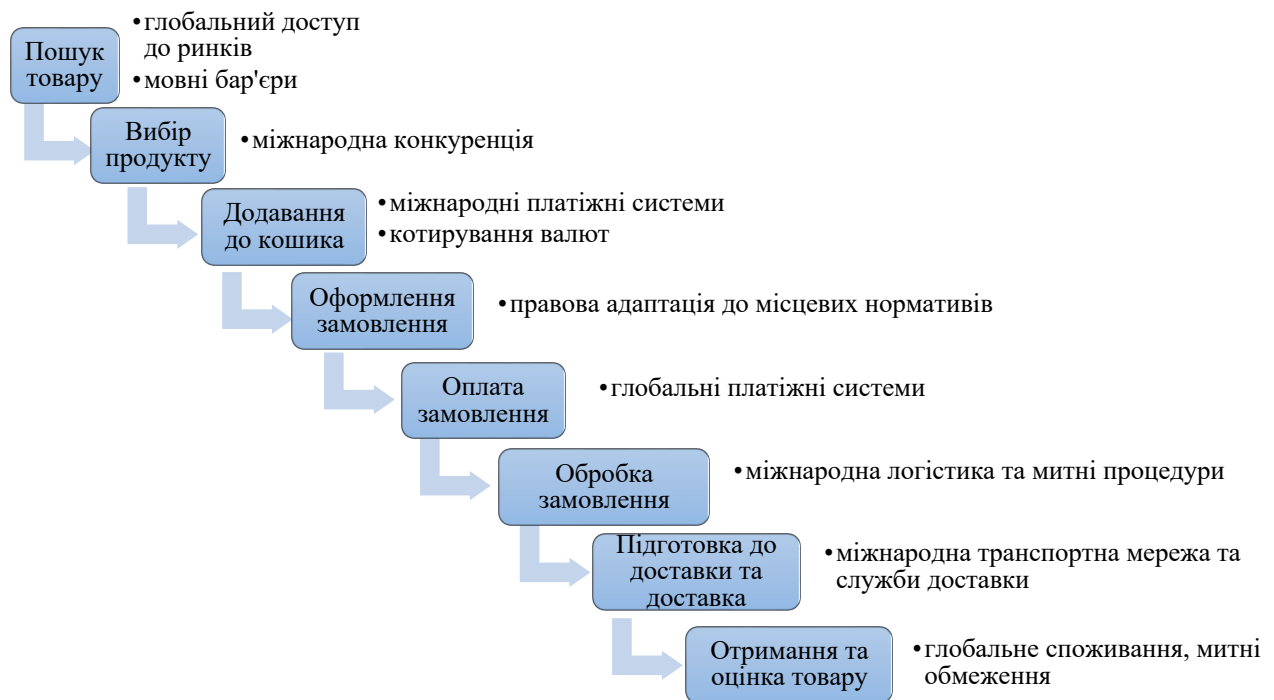 Пошук
товару
•глобальний доступ
до ринків
•мовні бар'єри
Вибір
продукту
•міжнародна конкуренція
Додавання
до кошика
•міжнародні платіжні системи
•котирування валют
Оформлення
замовлення
•правова адаптація до місцевих нормативів
Оплата
замовлення
•глобальні платіжні системи
Обробка
замовлення
•міжнародна логістика та митні процедури
Підготовка до
доставки та
доставка
•міжнародна транспортна мережа та
служби доставки
Отримання та
оцінка товару
•глобальне споживання, митні
обмеження